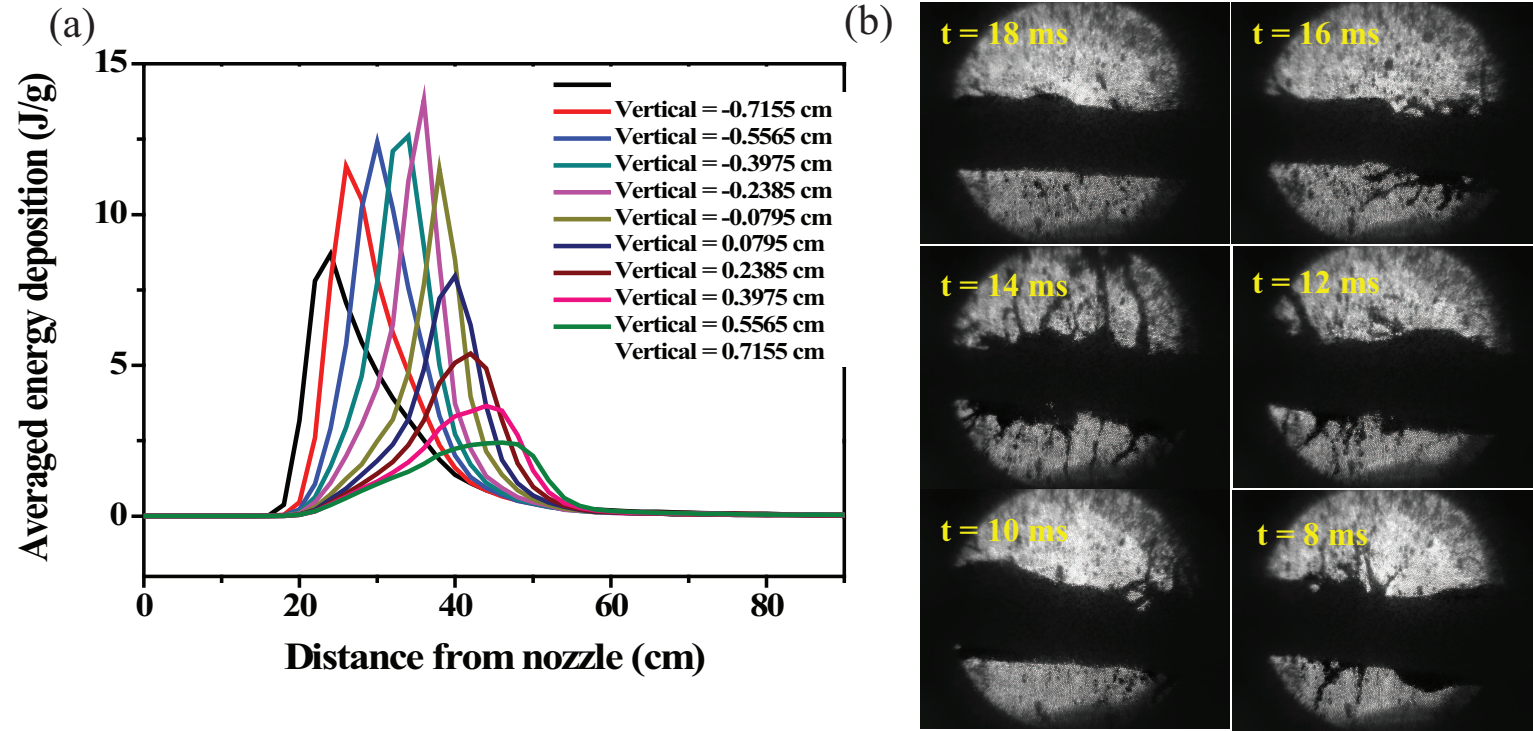 (a)
Averaged energy deposition (J/g)
15
10
5
0
0 20 40 60 80
Distance from nozzle (cm)
Vertical = -0.7155 cm
Vertical = -0.5565 cm
Vertical = -0.3975 cm
Vertical = -0.2385 cm
Vertical = -0.0795 cm
Vertical = 0.0795 cm
Vertical = 0.2385 cm
Vertical = 0.3975 cm
Vertical = 0.5565 cm
Vertical = 0.7155 cm
(b)
t = 18 ms
t = 16 ms
t = 14 ms
t = 12 ms
t = 10 ms
t = 8 ms